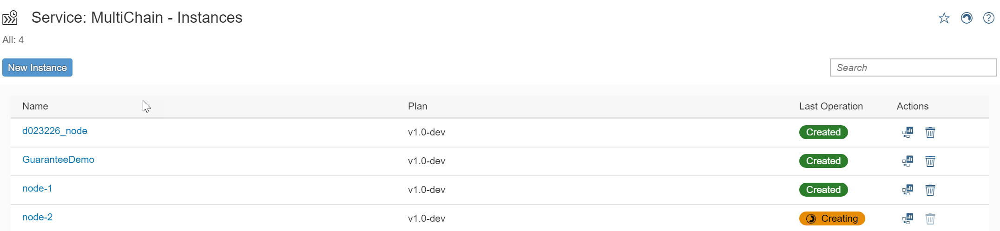 Service: MultiChain - Instances
All: 4
New Instance
Search
Name Plan Last Operation Actions
d023226_node v1.0-dev Created
GuaranteeDemo v1.0-dev Created
node-1 v1.0-dev Created
node-2 v1.0-dev Creating